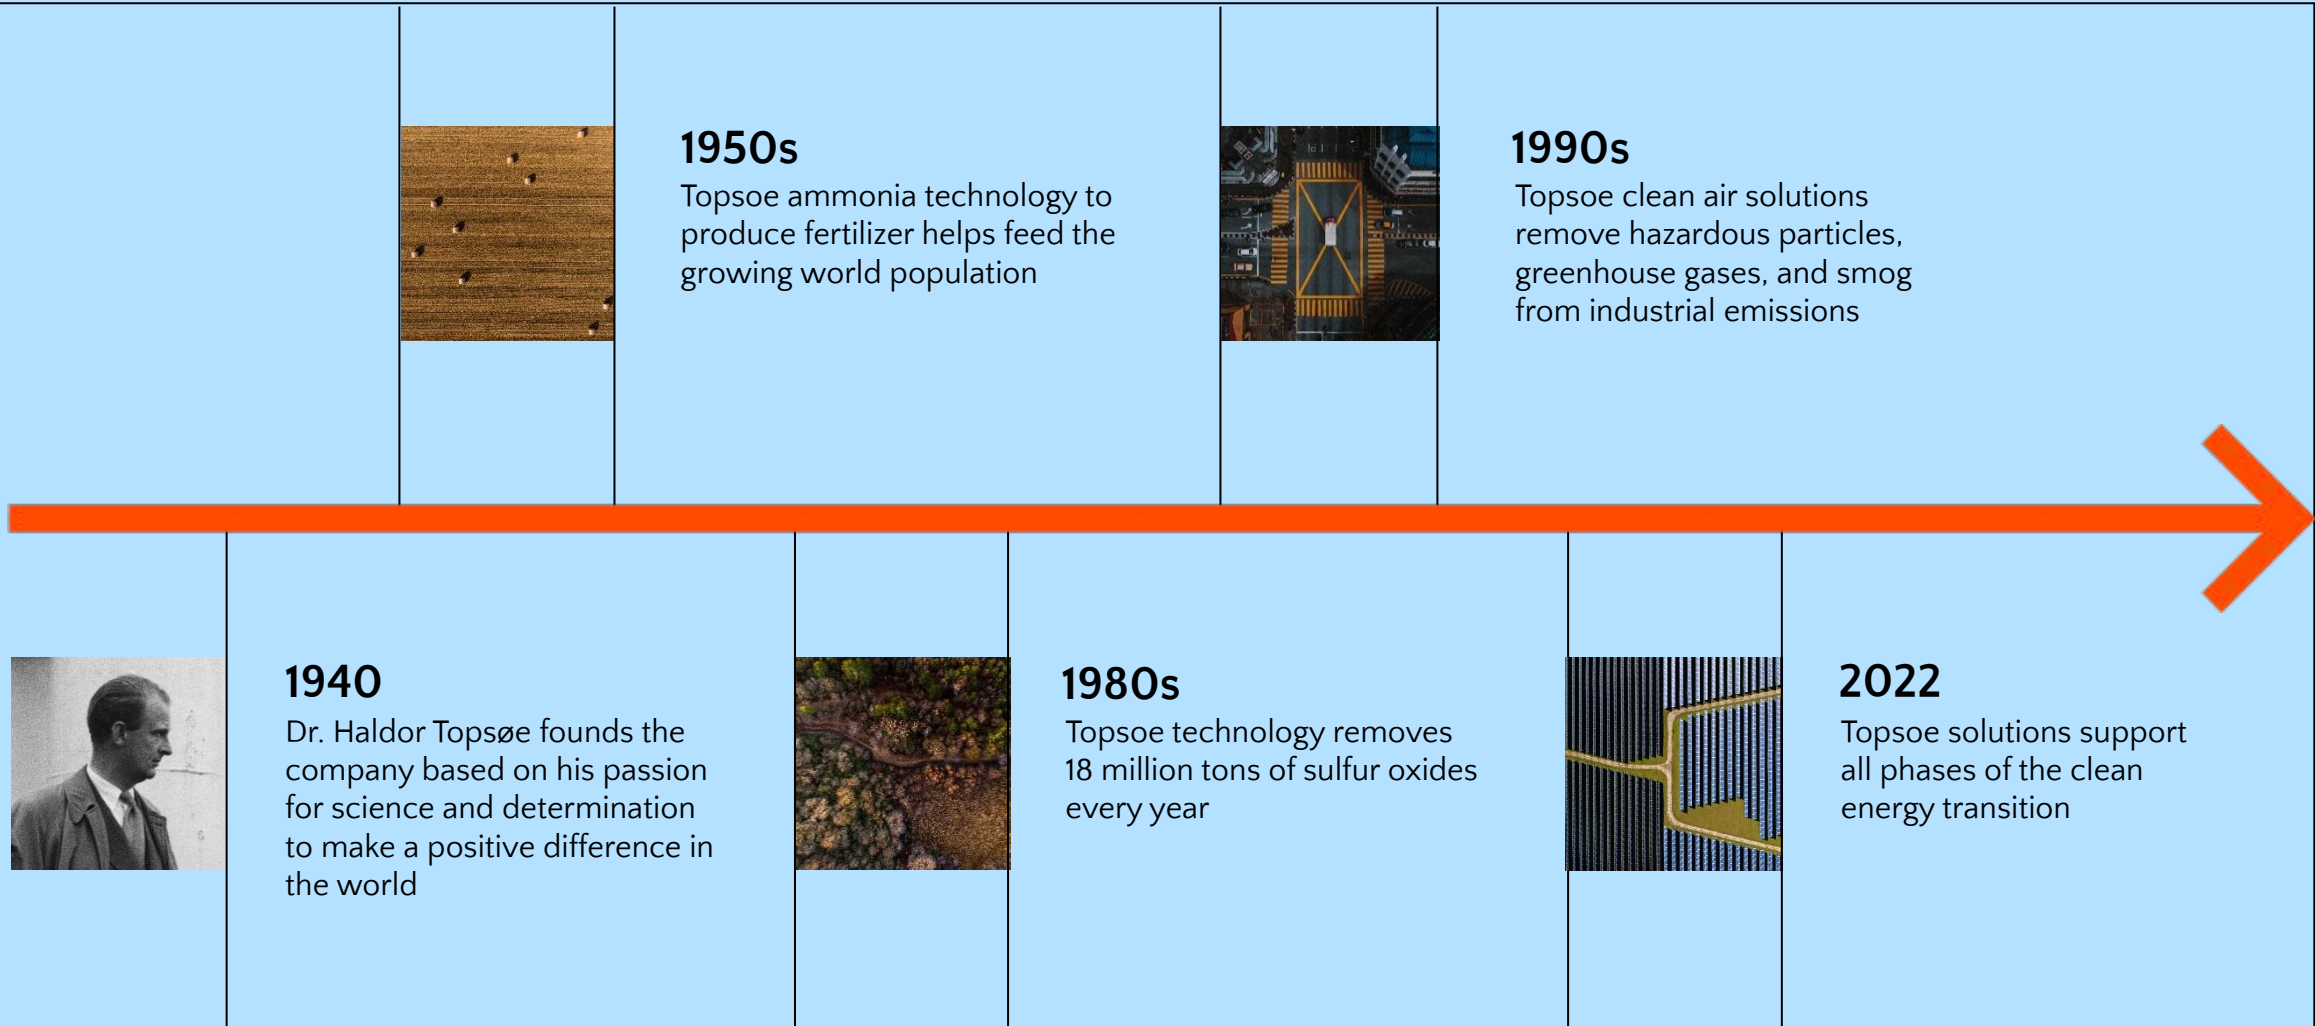 1940
Dr. Haldor Topsøe founds the
company based on his passion
for science and determination
to make a positive difference in
the world
1950s
Topsoe ammonia technology to
produce fertilizer helps feed the
growing world population
1980s
Topsoe technology removes
18 million tons of sulfur oxides
every year
1990s
Topsoe clean air solutions
remove hazardous particles,
greenhouse gases, and smog
from industrial emissions
2022
Topsoe solutions support
all phases of the clean
energy transition